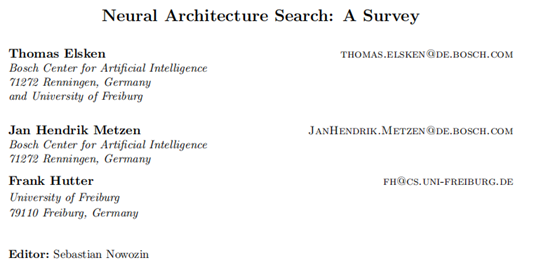 Neural Architecture Search: A Survey
Thomas Elsken thomas.elsken@de.bosch.com
Bosch Center for Artificial Intelligence
71272 Renningen, Germany
and University of Freiburg
Jan Hendrik Metzen JanHendrik.Metzen@de.bosch.com
Bosch Center for Artificial Intelligence
71272 Renningen, Germany
Frank Hutter fh@cs.uni-freiburg.de
University of Freiburg
79110 Freiburg, Germany
Editor: Sebastian Nowozin